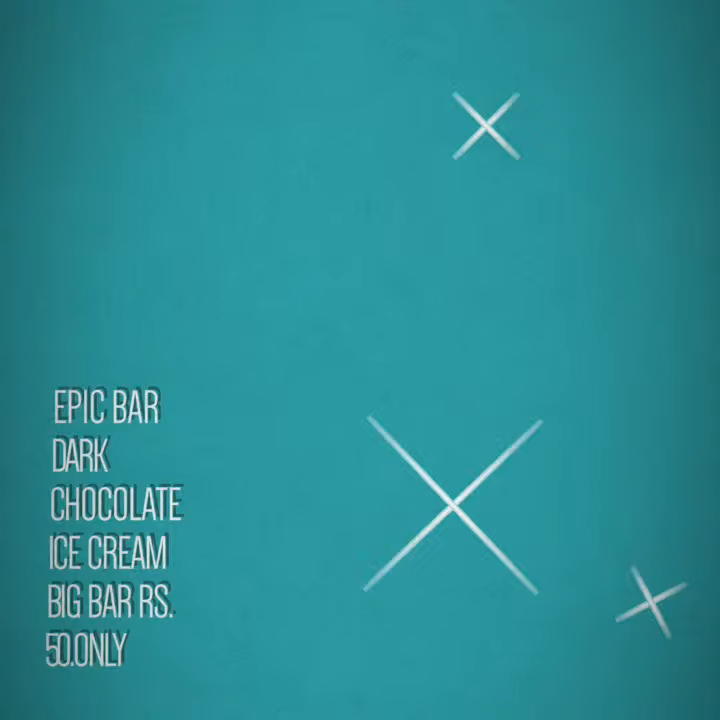 EPIC BAR
DARK
CHOCOLATE
ICE CREAM
BIG BAR RS.
50.ONLY